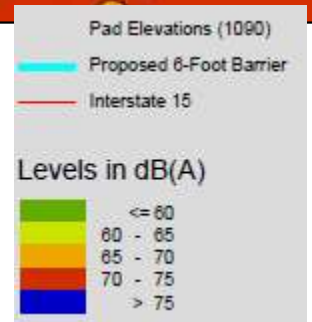 Pad Elevations (1090)
Proposed 6-Foot Barrier
Interstate 15
Levels in dB(A)
<= 60
60 - 65
65 - 70
70 - 75
> 75